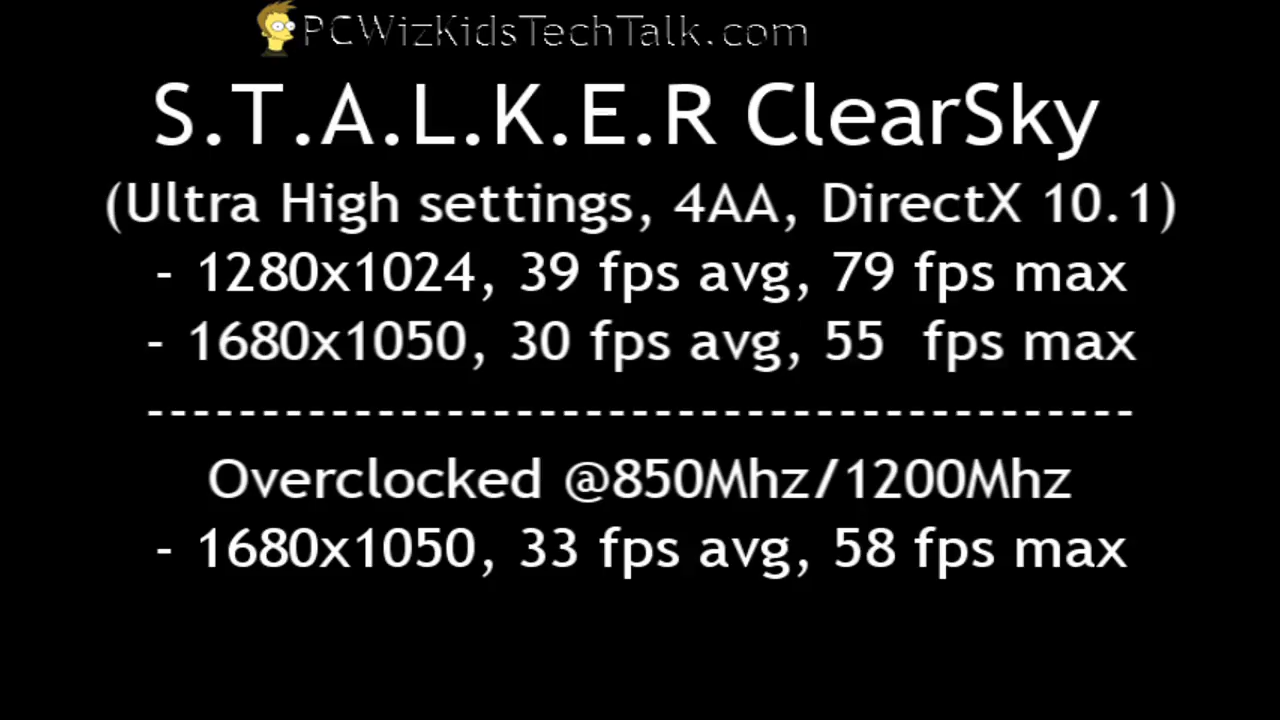 PCWizKidsTechTalk.com
S.T.A.L.K.E.R ClearSky
(Ultra High settings, 4AA, DirectX 10.1)
- 1280x1024, 39 fps avg, 79 fps max
- 1680x1050, 30 fps avg, 55  fps max
-------------------------------------------
Overclocked @850Mhz/1200Mhz
- 1680x1050, 33 fps avg, 58 fps max